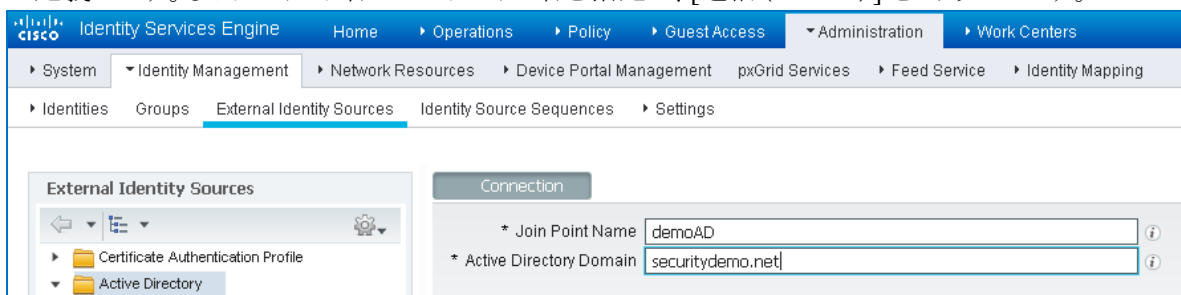 CISCO Identity Services Engine Home Operations Policy Guest Access Administration Work Centers
System Identity Management Network Resources Device Portal Management pxGrid Services Feed Service Identity Mapping
Identities Groups External Identity Sources Identity Source Sequences Settings
External Identity Sources
Connection
* Join Point Name demoAD
* Active Directory Domain securitydemo.net
Certificate Authentication Profile
Active Directory